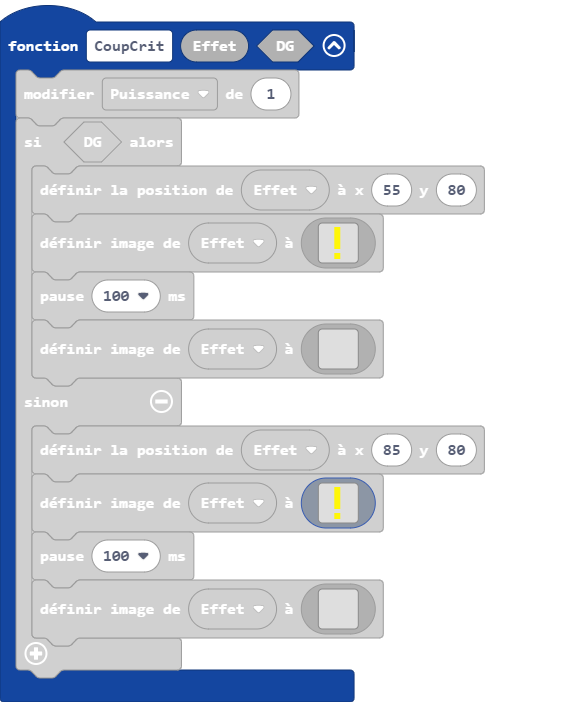 fonction CoupCrit Effet DG
modifier Puissance de 1
si DG alors
définir la position de Effet à x 55 y 80
définir image de Effet à !
pause 100 ms
définir image de Effet à
sinon
définir la position de Effet à x 85 y 80
définir image de Effet à !
pause 100 ms
définir image de Effet à